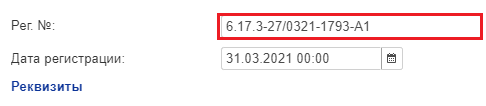 Рег. №: 6.17.3-27/0321-1793-А1
Дата регистрации: 31.03.2021 00:00
Реквизиты